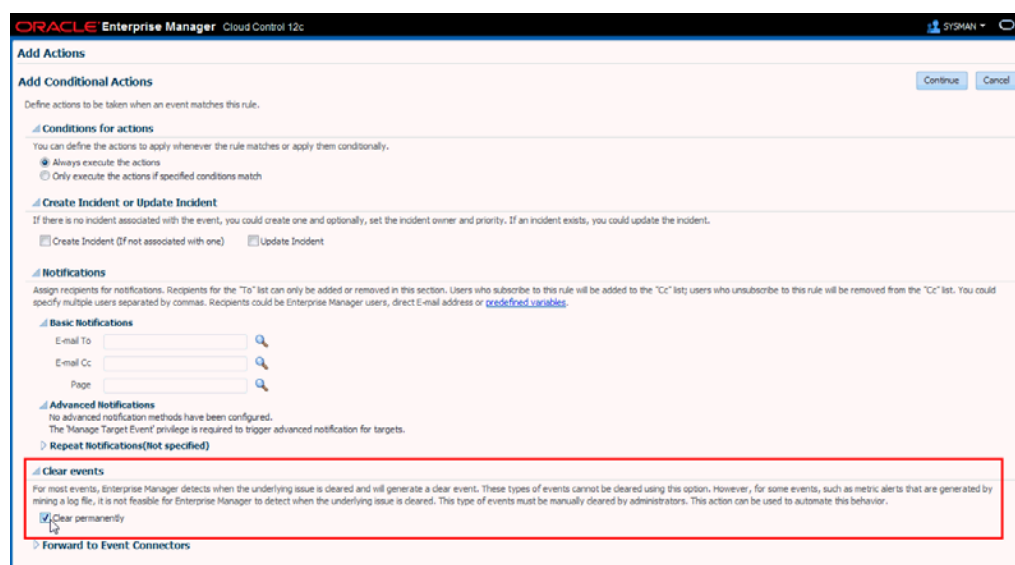 ORACLE Enterprise Manager Cloud Control 12c
SYSMAN
Add Actions
Add Conditional Actions
Continue
Cancel
Define actions to be taken when an event matches this rule.
Conditions for actions
You can define the actions to apply whenever the rule matches or apply them conditionally.
Always execute the actions
Only execute the actions if specified conditions match
Create Incident or Update Incident
If there is no incident associated with the event, you could create one and optionally, set the incident owner and priority. If an incident exists, you could update the incident.
Create Incident (If not associated with one)
Update Incident
Notifications
Assign recipients for notifications. Recipients for the "To" list can only be added or removed in this section. Users who subscribe to this rule will be added to the "Cc" list; users who unsubscribe to this rule will be removed from the "Cc" list. You could
specify multiple users separated by commas. Recipients could be Enterprise Manager users, direct E-mail address or predefined variables.
Basic Notifications
E-mail To
E-mail Cc
Page
Advanced Notifications
No advanced notification methods have been configured.
The 'Manage Target Event' privilege is required to trigger advanced notification for targets.
Repeat Notifications(Not specified)
Clear events
For most events, Enterprise Manager detects when the underlying issue is cleared and will generate a clear event. These types of events cannot be cleared using this option. However, for some events, such as metric alerts that are generated by
mining a log file, it is not feasible for Enterprise Manager to detect when the underlying issue is cleared. This type of events must be manually cleared by administrators. This action can be used to automate this behavior.
Clear permanently
Forward to Event Connectors